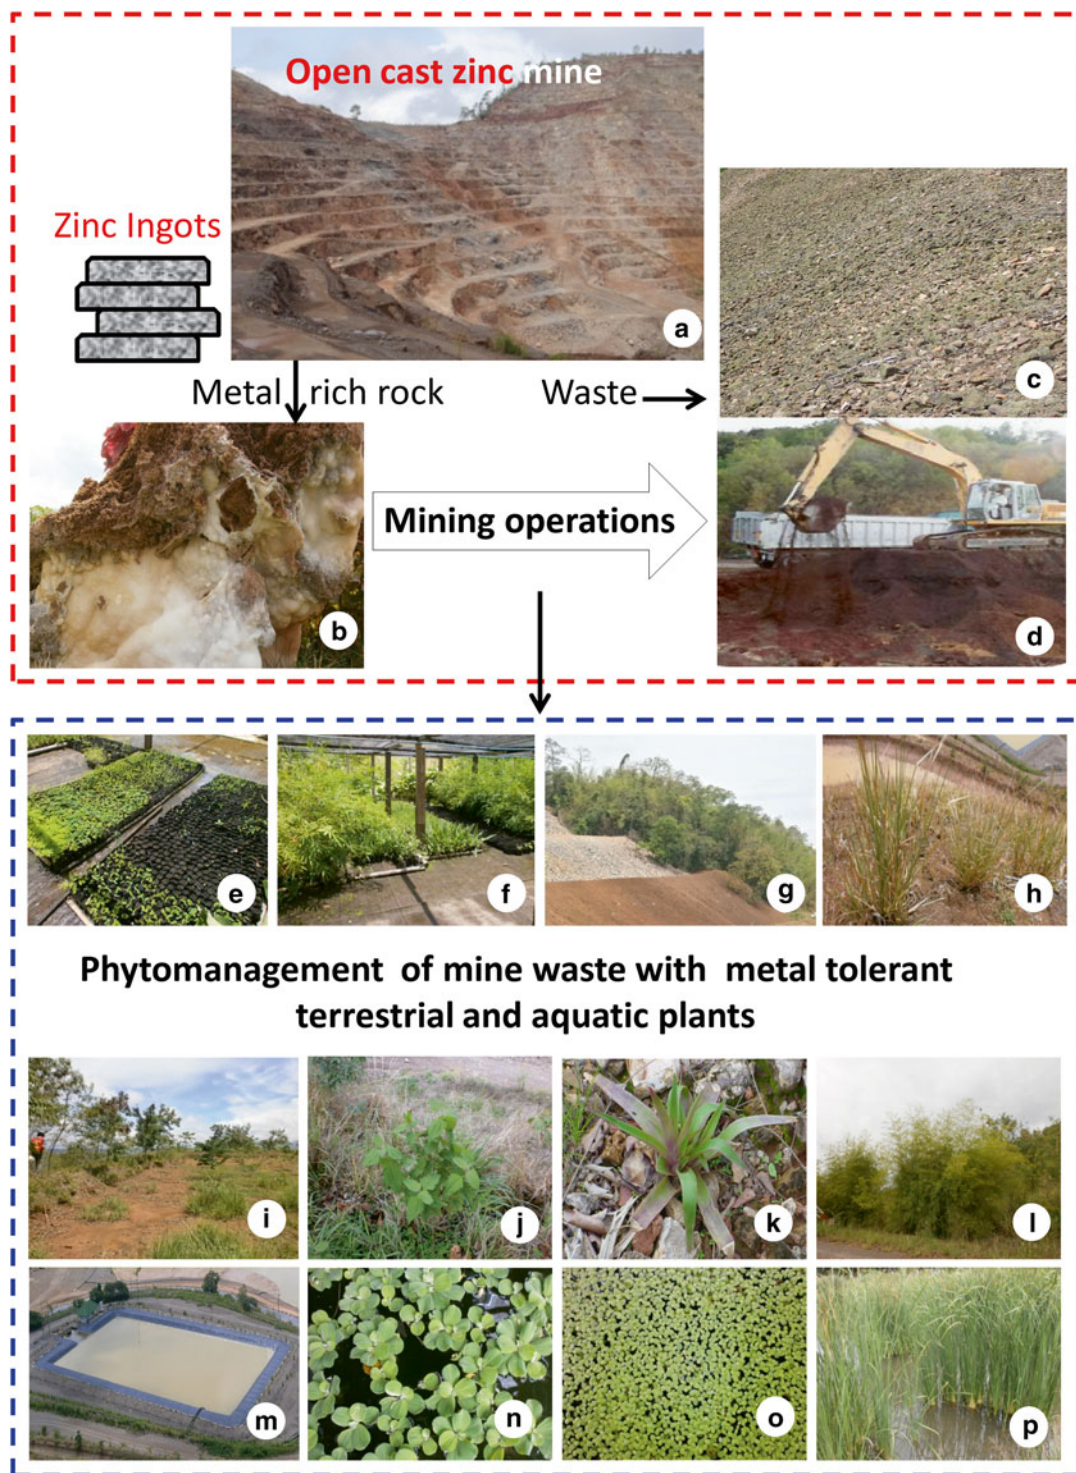 Open cast zinc mine
Zinc Ingots
a
c
Metal rich rock
Waste
Mining operations
b
d
e
f
g
h
Phytomanagement of mine waste with metal tolerant
terrestrial and aquatic plants
i
j
k
l
m
n
o
p